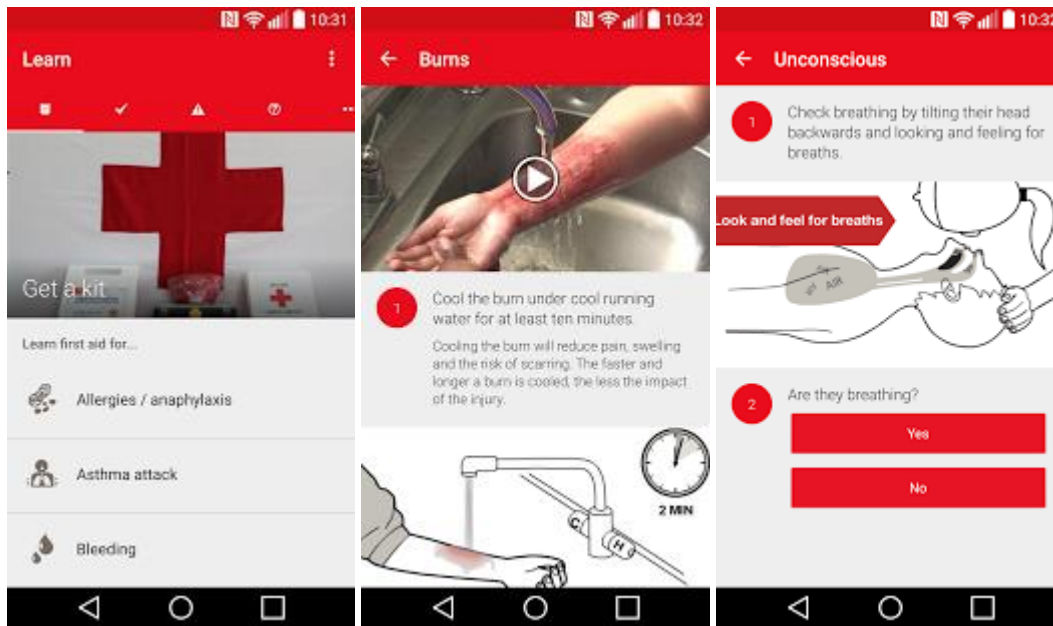 10:31
Learn
Get a kit
Learn first aid for...
Allergies / anaphylaxis
Asthma attack
Bleeding
10:32
Burns
1
Cool the burn under cool running
water for at least ten minutes.
Cooling the burn will reduce pain, swelling
and the risk of scarring. The faster and
longer a burn is cooled, the less the impact
of the injury.
2 MIN
C
H
10:32
Unconscious
1
Check breathing by tilting their head
backwards and looking and feeling for
breaths.
Look and feel for breaths
AIR
2
Are they breathing?
Yes
No